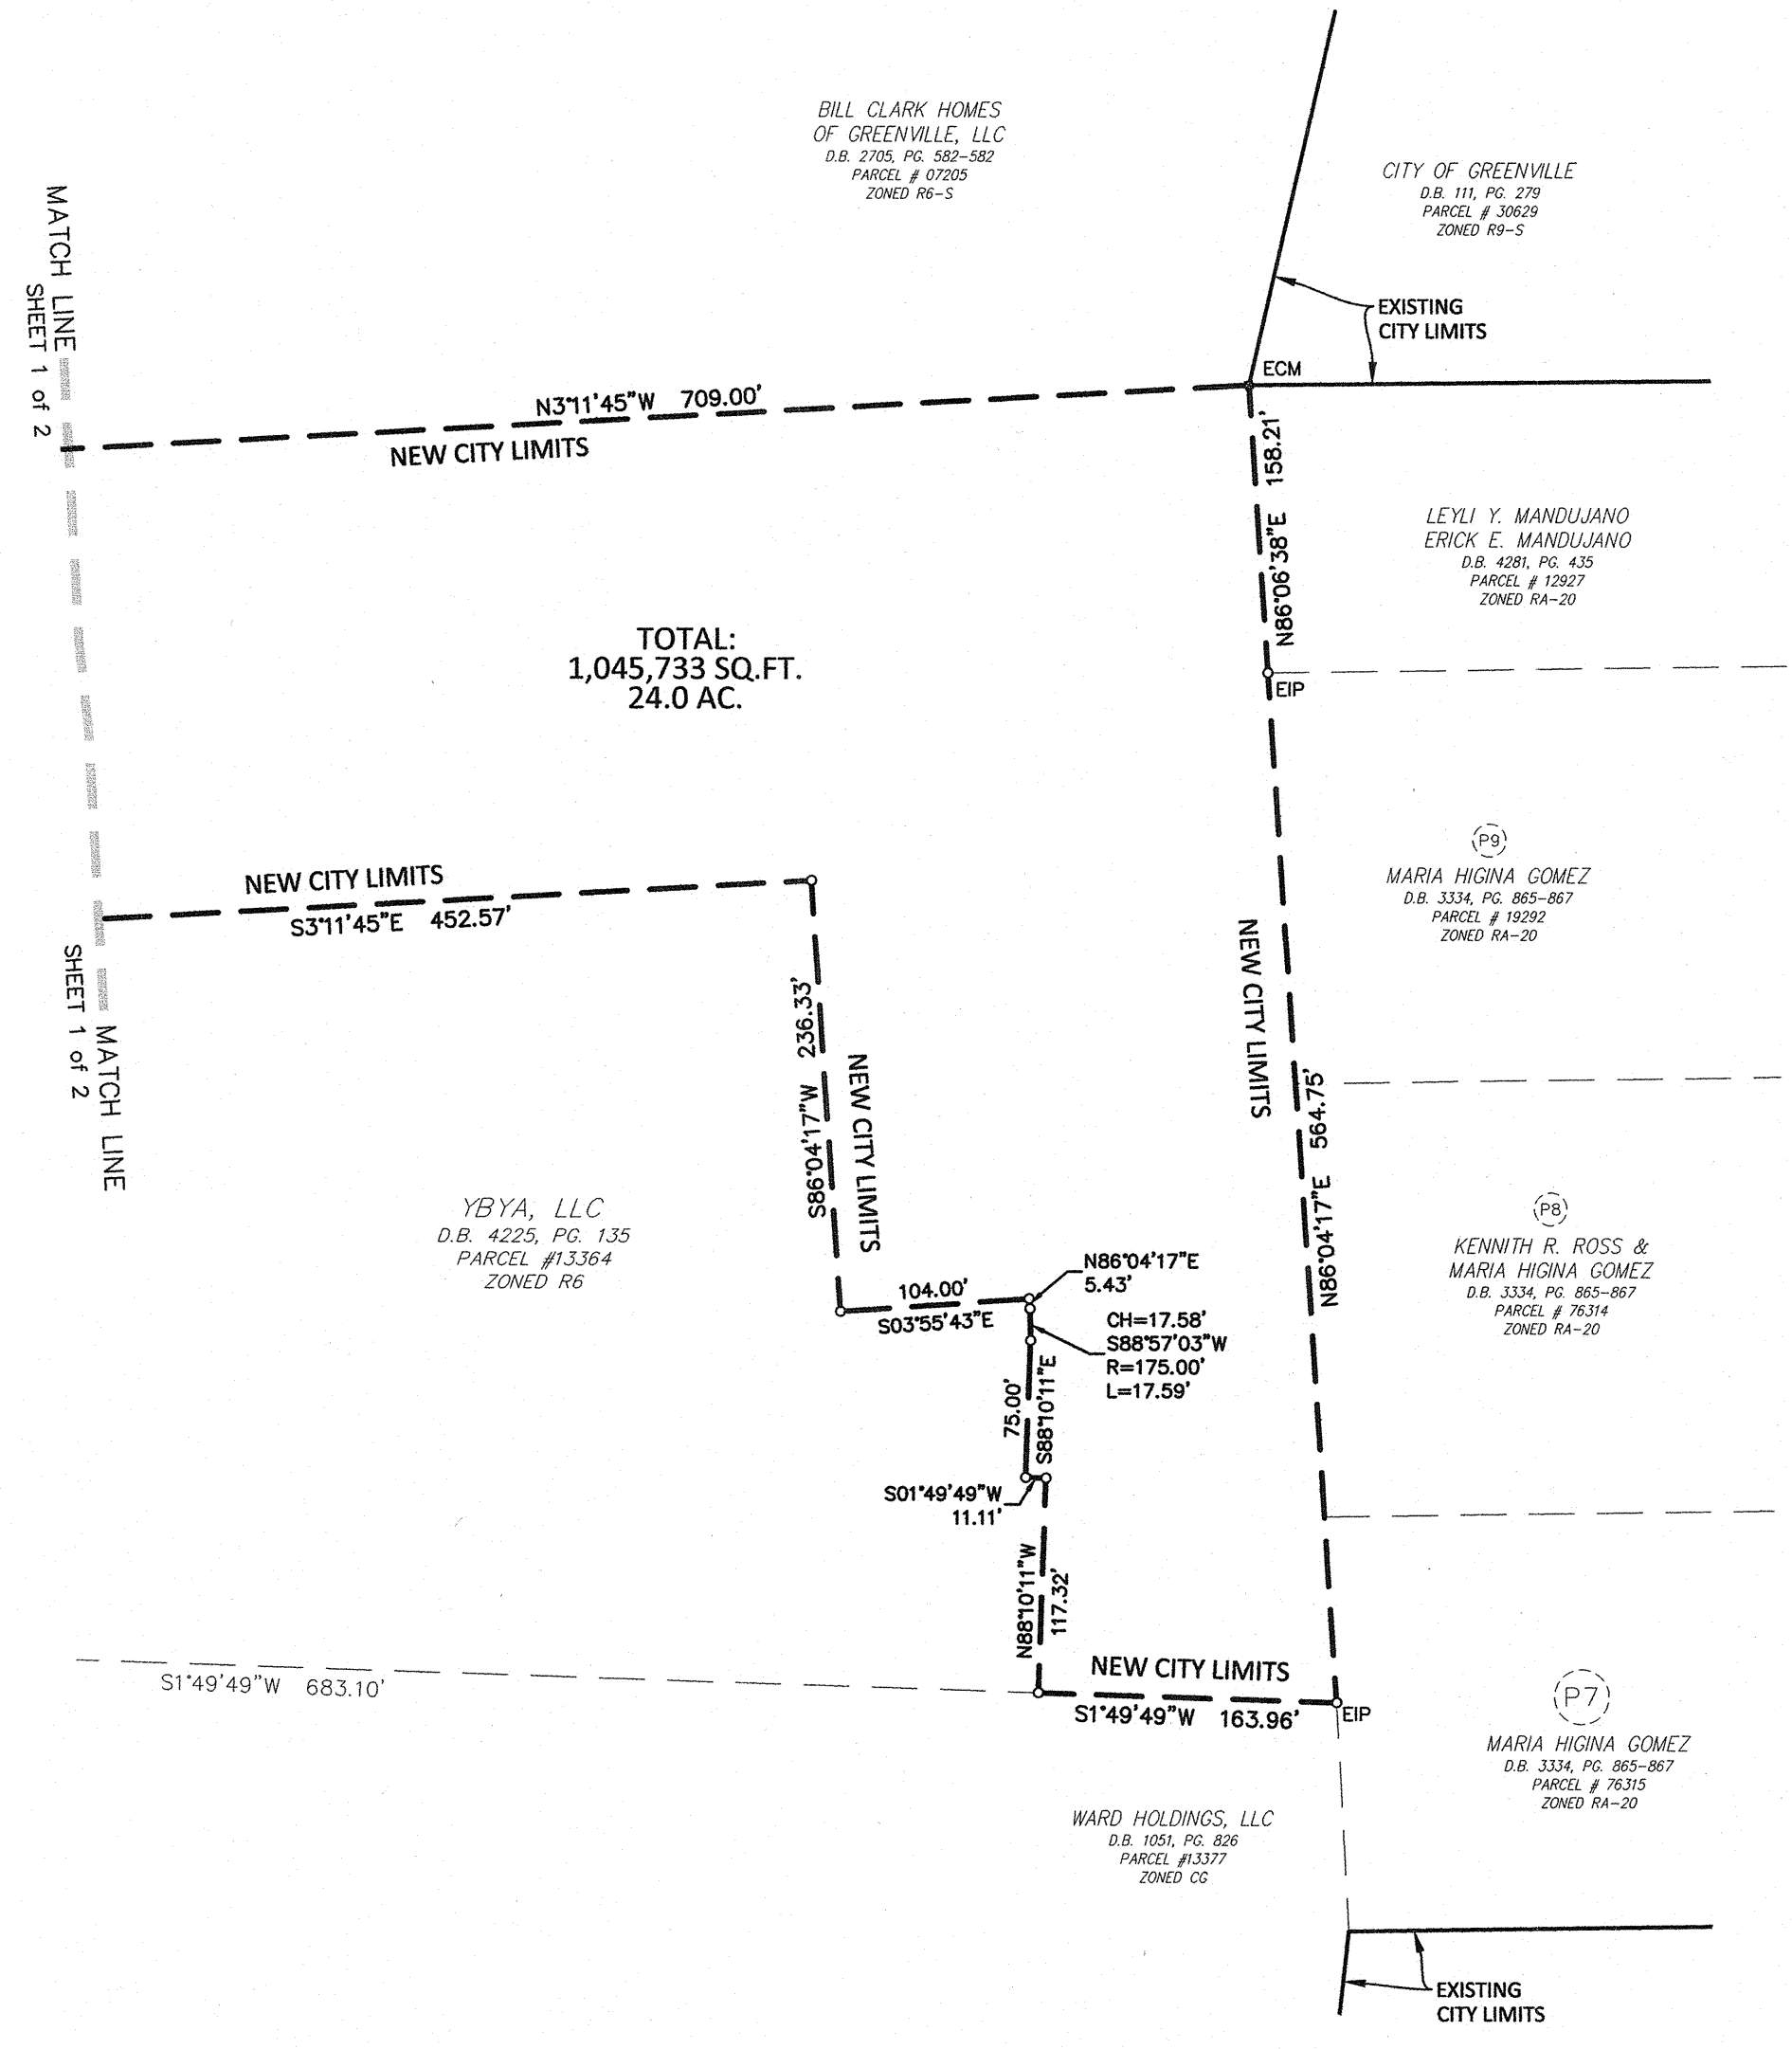 BILL CLARK HOMES
OF GREENVILLE, LLC
D.B. 2705, PG. 582-582
PARCEL # 07205
ZONED R6-S
CITY OF GREENVILLE
D.B. 111, PG. 279
PARCEL # 30629
ZONED R9-S
MATCH LINE
SHEET 1 of 2
EXISTING
CITY LIMITS
ECM
N3°11'45"W 709.00'
NEW CITY LIMITS
N86°06'38"E 158.21'
LEYLI Y. MANDUJANO
ERICK E. MANDUJANO
D.B. 4281, PG. 435
PARCEL # 12927
ZONED RA-20
TOTAL:
1,045,733 SQ.FT.
24.0 AC.
EIP
P9
MARIA HIGINA GOMEZ
D.B. 3334, PG. 865-867
PARCEL # 19292
ZONED RA-20
NEW CITY LIMITS
S3°11'45"E 452.57'
MATCH LINE
SHEET 1 of 2
S86°04'17"W 236.33'
NEW CITY LIMITS
NEW CITY LIMITS
N86°04'17"E 564.75'
YBYA, LLC
D.B. 4225, PG. 135
PARCEL #13364
ZONED R6
P8
KENNITH R. ROSS &
MARIA HIGINA GOMEZ
D.B. 3334, PG. 865-867
PARCEL # 76314
ZONED RA-20
104.00'
S03°55'43"E
N86°04'17"E
5.43'
CH=17.58'
S88°57'03"W
R=175.00'
L=17.59'
75.00'
S88°10'11"E
S01°49'49"W
11.11'
N88°10'11"W
117.32'
NEW CITY LIMITS
S1°49'49"W 163.96'
EIP
S1°49'49"W 683.10'
P7
MARIA HIGINA GOMEZ
D.B. 3334, PG. 865-867
PARCEL # 76315
ZONED RA-20
WARD HOLDINGS, LLC
D.B. 1051, PG. 826
PARCEL #13377
ZONED CG
EXISTING
CITY LIMITS